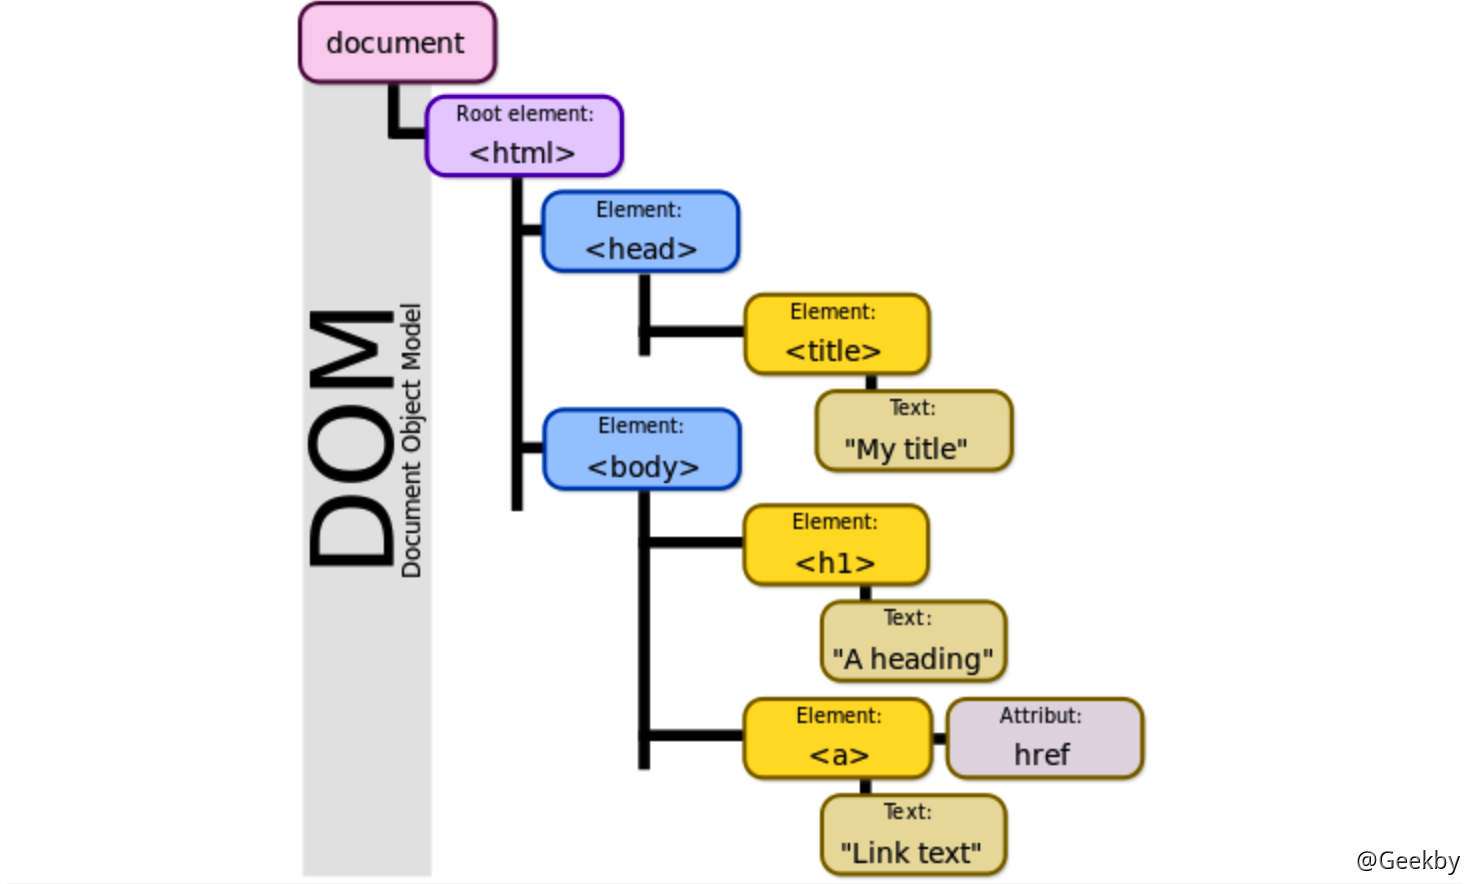 document
Root element:
<html>
Element:
<head>
Element:
<title>
Text:
"My title"
DOM
Document Object Model
Element:
<body>
Element:
<h1>
Text:
"A heading"
Element:
<a>
Attribut:
href
Text:
"Link text"
@Geekby